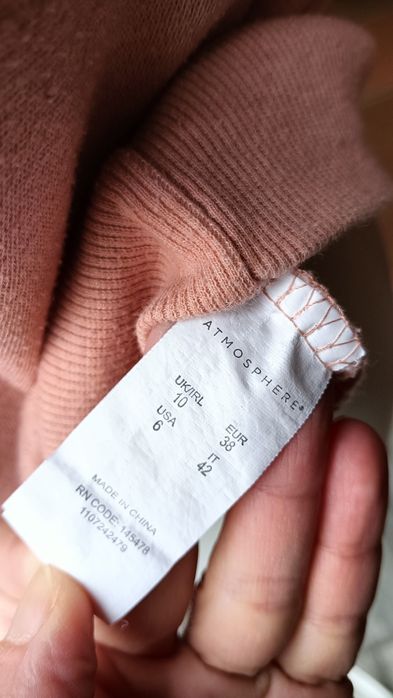 ATMOSPHERE®
UK/IRL EUR
10 38
USA IT
6 42
MADE IN CHINA
RN CODE: 145478
1107242479